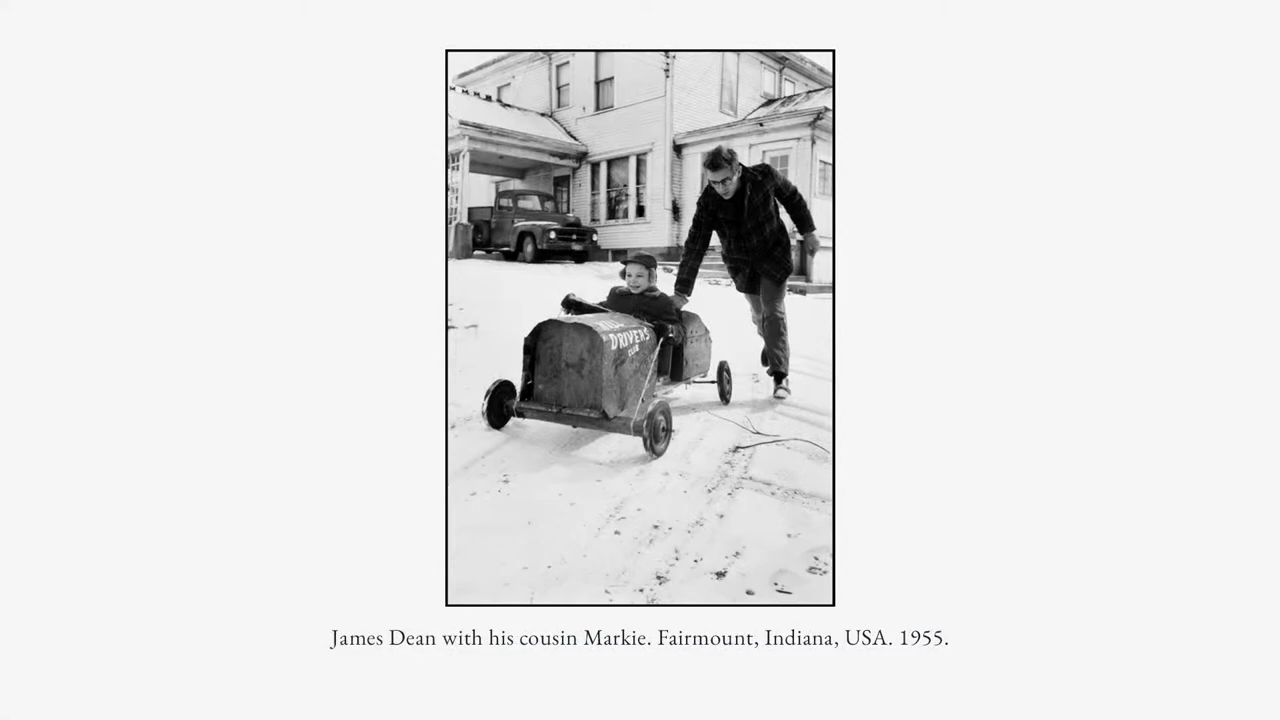 DRIVERS
CLUB
James Dean with his cousin Markie. Fairmount, Indiana, USA. 1955.